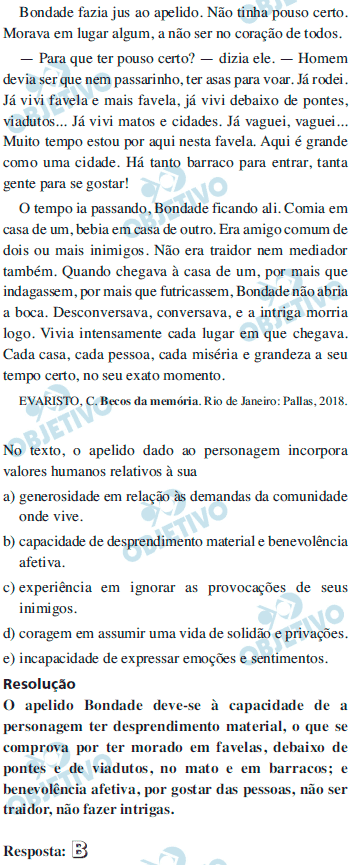 Bondade fazia jus ao apelido. Não tinha pouso certo.
Morava em lugar algum, a não ser no coração de todos.
— Para que ter pouso certo? — dizia ele. — Homem
devia ser que nem passarinho, ter asas para voar. Já rodei.
Já vivi favela e mais favela, já vivi debaixo de pontes,
viadutos... Já vivi matos e cidades. Já vaguei, vaguei...
Muito tempo estou por aqui nesta favela. Aqui é grande
como uma cidade. Há tanto barraco para entrar, tanta
gente para se gostar!
O tempo ia passando, Bondade ficando ali. Comia em
casa de um, bebia em casa de outro. Era amigo comum de
dois ou mais inimigos. Não era traidor nem mediador
também. Quando chegava à casa de um, por mais que
indagassem, por mais que futricassem, Bondade não abria
a boca. Desconversava, conversava, e a intriga morria
logo. Vivia intensamente cada lugar em que chegava.
Cada casa, cada pessoa, cada miséria e grandeza a seu
tempo certo, no seu exato momento.
EVARISTO, C. Becos da memória. Rio de Janeiro: Pallas, 2018.
No texto, o apelido dado ao personagem incorpora
valores humanos relativos à sua
a) generosidade em relação às demandas da comunidade
onde vive.
b) capacidade de desprendimento material e benevolência
afetiva.
c) experiência em ignorar as provocações de seus
inimigos.
d) coragem em assumir uma vida de solidão e privações.
e) incapacidade de expressar emoções e sentimentos.
Resolução
O apelido Bondade deve-se à capacidade de a
personagem ter desprendimento material, o que se
comprova por ter morado em favelas, debaixo de
pontes e de viadutos, no mato e em barracos; e
benevolência afetiva, por gostar das pessoas, não ser
traidor, não fazer intrigas.
Resposta: B
OBJETIVO
OBJETIVO
OBJETIVO
OBJETIVO
OBJETIVO
OBJETIVO
OBJETIVO